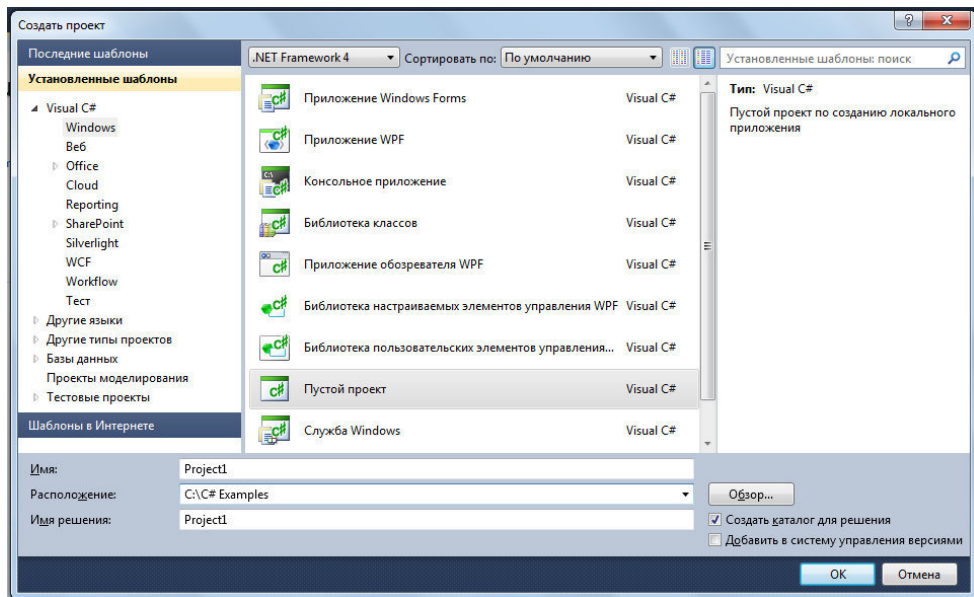 Создать проект
Последние шаблоны
.NET Framework 4
Сортировать по:
По умолчанию
Установленные шаблоны: поиск
Установленные шаблоны
Visual C#
Windows
Веб
Office
Cloud
Reporting
SharePoint
Silverlight
WCF
Workflow
Тест
Другие языки
Другие типы проектов
Базы данных
Проекты моделирования
Тестовые проекты
Шаблоны в Интернете
Приложение Windows Forms Visual C#
Приложение WPF Visual C#
Консольное приложение Visual C#
Библиотека классов Visual C#
Приложение обозревателя WPF Visual C#
Библиотека настраиваемых элементов управления WPF Visual C#
Библиотека пользовательских элементов управления... Visual C#
Пустой проект Visual C#
Служба Windows Visual C#
Тип: Visual C#
Пустой проект по созданию локального
приложения
Имя: Project1
Расположение: C:\C# Examples
Обзор...
Имя решения: Project1
Создать каталог для решения
Добавить в систему управления версиями
ОК
Отмена